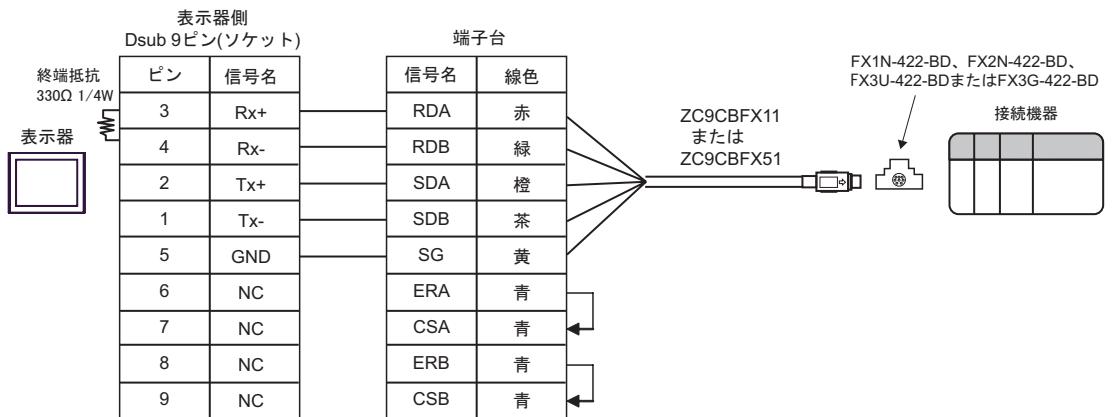 表示器側
Dsub 9ピン(ソケット)
端子台
終端抵抗
330Ω 1/4W
表示器
ピン 信号名
3 Rx+
4 Rx-
2 Tx+
1 Tx-
5 GND
6 NC
7 NC
8 NC
9 NC
信号名 線色
RDA 赤
RDB 緑
SDA 橙
SDB 茶
SG 黄
ERA 青
CSA 青
ERB 青
CSB 青
ZC9CBFX11
または
ZC9CBFX51
FX1N-422-BD、FX2N-422-BD、
FX3U-422-BDまたはFX3G-422-BD
接続機器